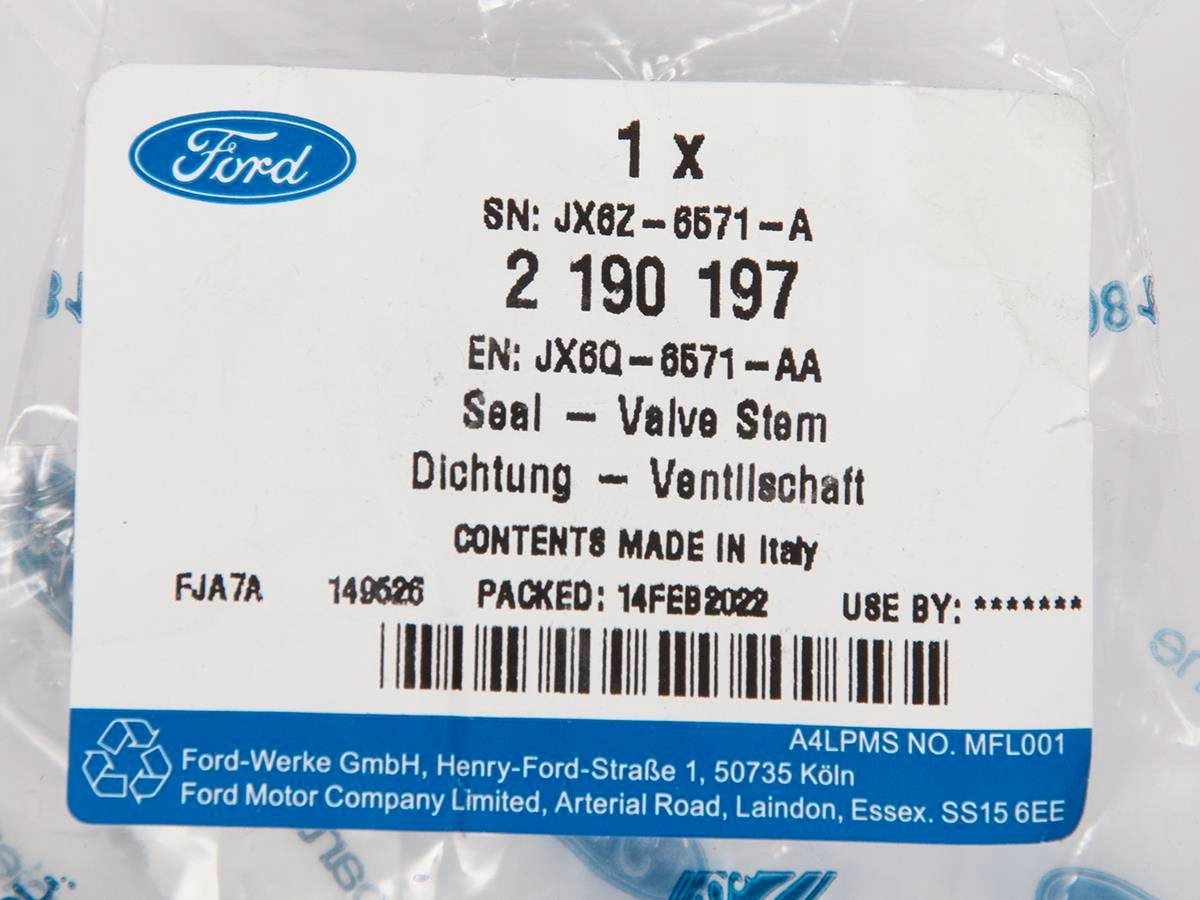 Ford
1 x
SN: JX6Z-6571-A
2 190 197
EN: JX6Q-6571-AA
Seal - Valve Stem
Dichtung - Ventilschaft
CONTENTS MADE IN Italy
FJA7A 149526 PACKED: 14FEB2022 USE BY: *******
A4LPMS NO. MFL001
Ford-Werke GmbH, Henry-Ford-Straße 1, 50735 Köln
Ford Motor Company Limited, Arterial Road, Laindon, Essex. SS15 6EE